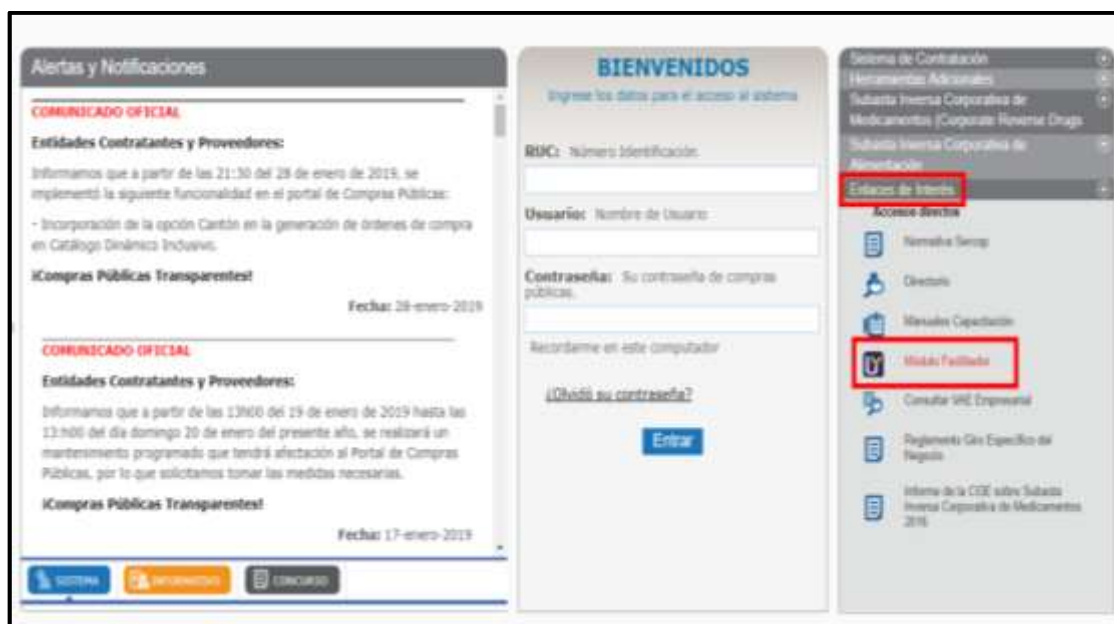 Alertas y Notificaciones
COMUNICADO OFICIAL
Entidades Contratantes y Proveedores:
Informamos que a partir de las 21:30 del 28 de enero de 2019, se
implementó la siguiente funcionalidad en el portal de Compras Públicas:
- Incorporación de la opción Cantón en la generación de órdenes de compra
en Catálogo Dinámico Inclusivo.
¡Compras Públicas Transparentes!
Fecha: 28-enero-2019
COMUNICADO OFICIAL
Entidades Contratantes y Proveedores:
Informamos que a partir de las 13h00 del 19 de enero de 2019 hasta las
13:h00 del día domingo 20 de enero del presente año, se realizará un
mantenimiento programado que tendrá afectación al Portal de Compras
Públicas, por lo que solicitamos tomar las medidas necesarias.
¡Compras Públicas Transparentes!
Fecha: 17-enero-2019
SISTEMA
INFORMATIVO
CONCURSO
BIENVENIDOS
Ingrese los datos para el acceso al sistema
RUC: Número Identificación.
Usuario: Nombre de Usuario
Contraseña: Su contraseña de compras
públicas.
Recordarme en este computador
¿Olvidó su contraseña?
Entrar
Sistema de Contratación
Herramientas Adicionales
Subasta Inversa Corporativa de
Medicamentos (Corporate Reverse Drugs
Subasta Inversa Corporativa de
Alimentación
Enlaces de Interés
Accesos directos
Normativa Sercop
Directorio
Manuales Capacitación
Módulo Facilitador
Consultar VAE Empresarial
Reglamento Giro Específico del
Negocio
Informe de la CGE sobre Subasta
Inversa Corporativa de Medicamentos
2016